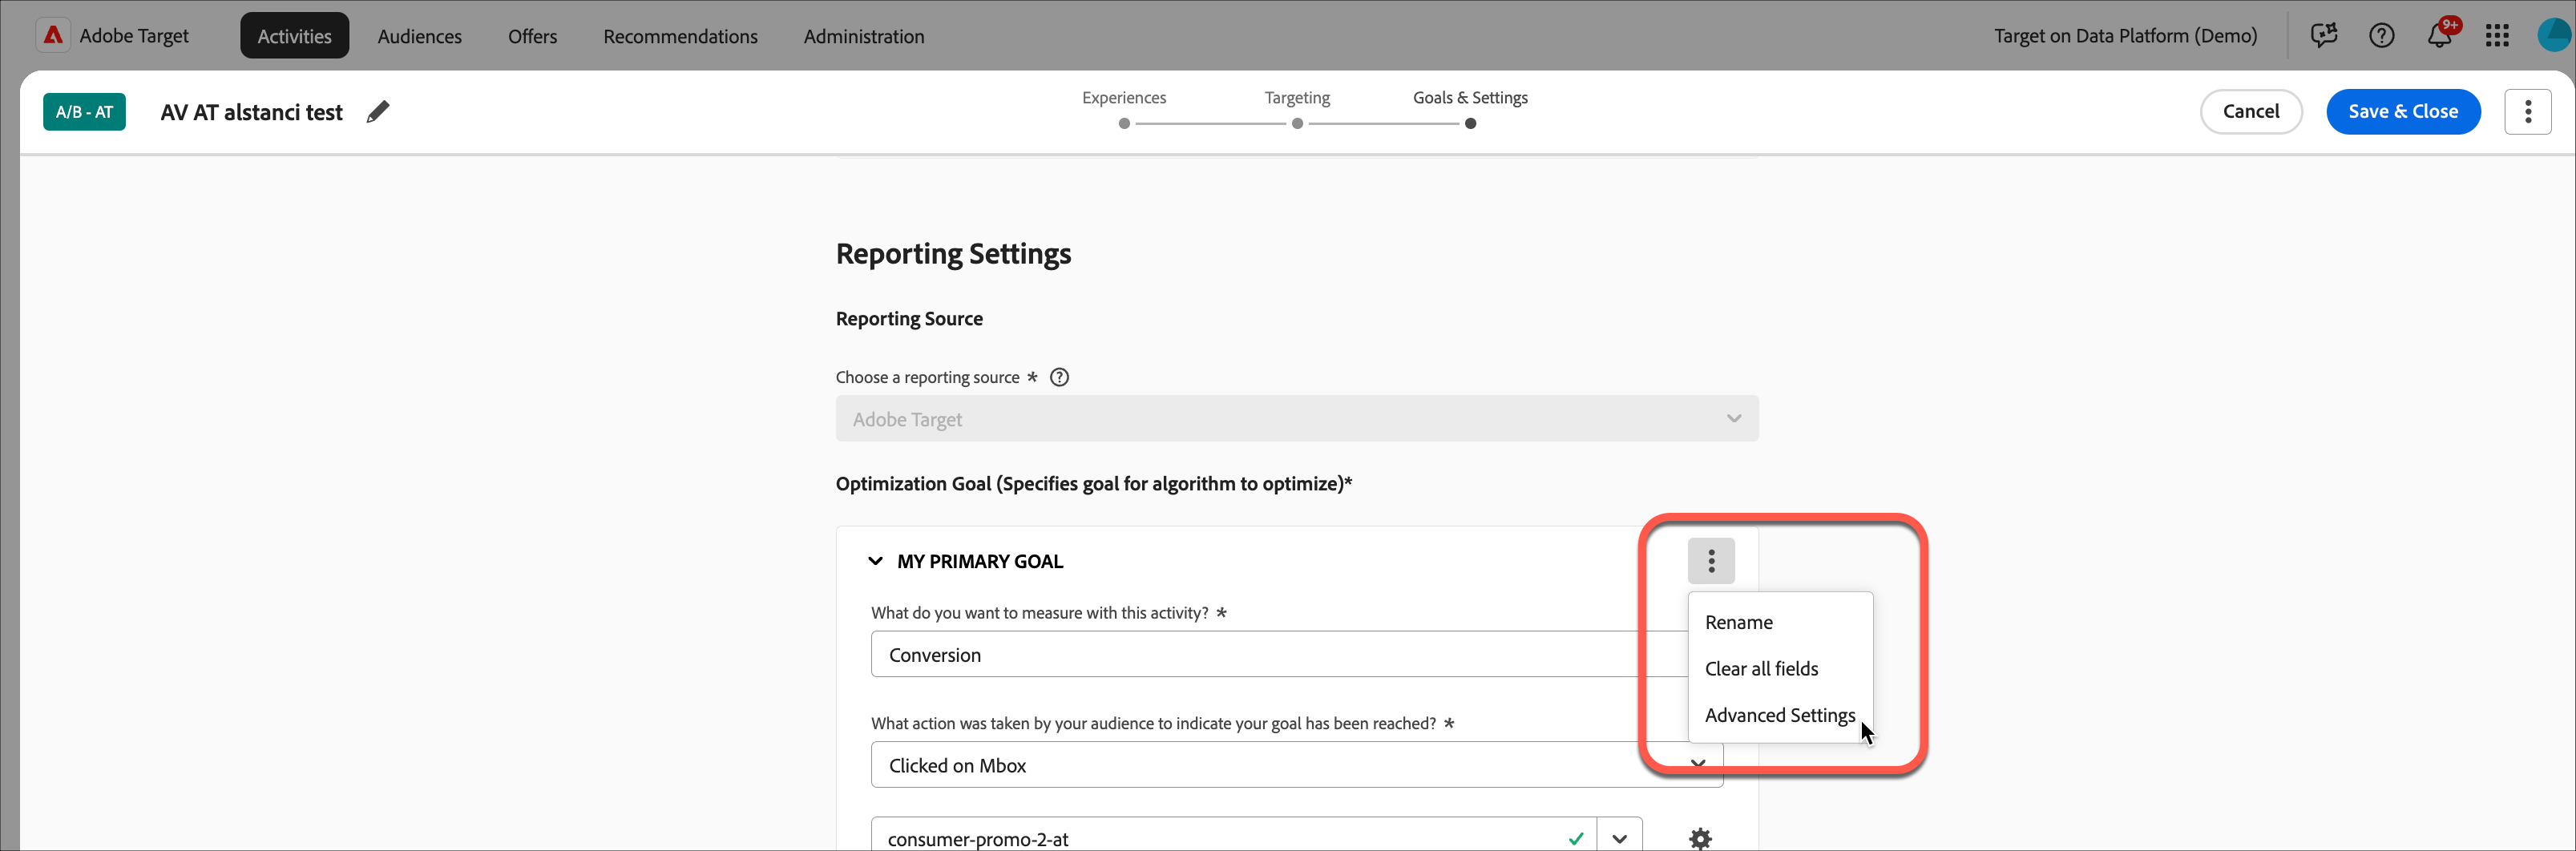 Adobe Target
Activities
Audiences
Offers
Recommendations
Administration
Target on Data Platform (Demo)
9+
A/B - AT
AV AT alstanci test
Experiences
Targeting
Goals & Settings
Cancel
Save & Close
Reporting Settings
Reporting Source
Choose a reporting source *
Adobe Target
Optimization Goal (Specifies goal for algorithm to optimize)*
MY PRIMARY GOAL
What do you want to measure with this activity? *
Conversion
Rename
Clear all fields
Advanced Settings
What action was taken by your audience to indicate your goal has been reached? *
Clicked on Mbox
consumer-promo-2-at